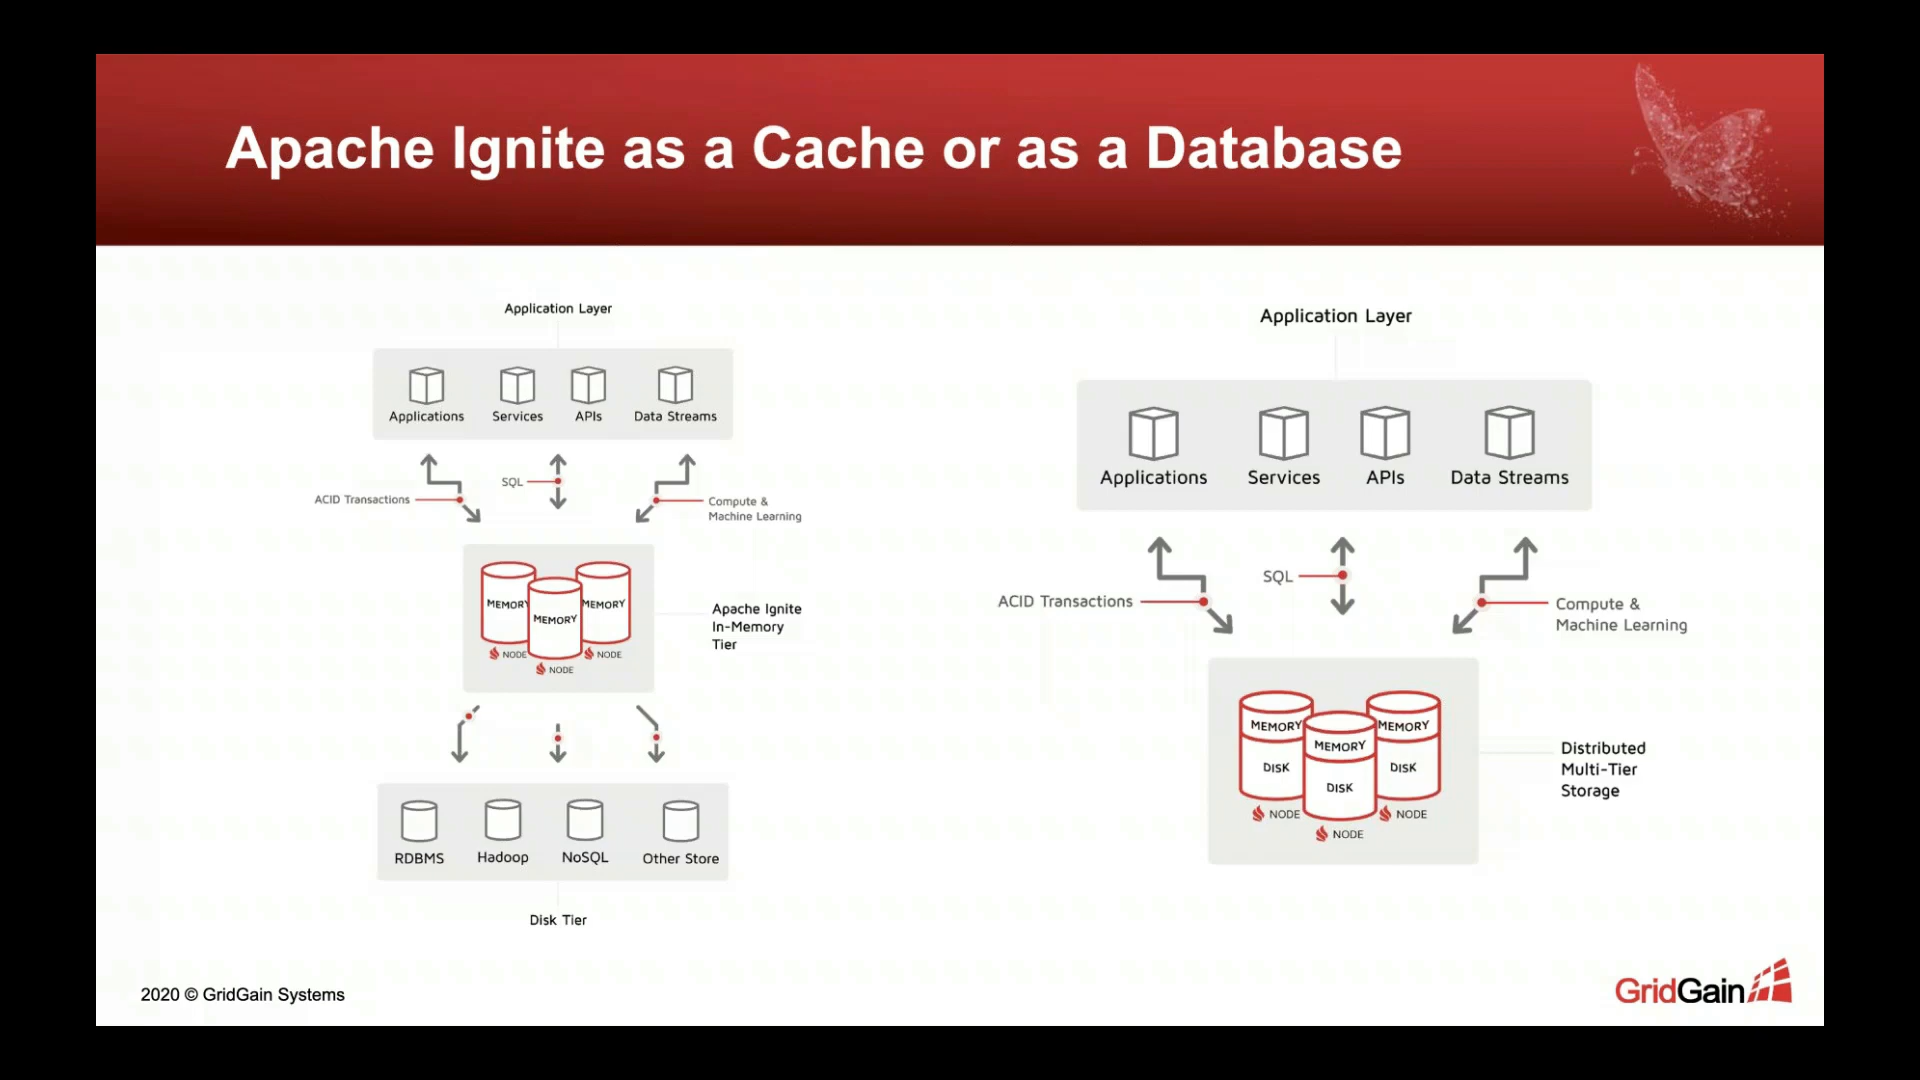 Apache Ignite as a Cache or as a Database
Application Layer
Applications
Services
APIs
Data Streams
ACID Transactions
SQL
Compute &
Machine Learning
MEMORY
MEMORY
MEMORY
NODE
NODE
NODE
Apache Ignite
In-Memory
Tier
RDBMS
Hadoop
NoSQL
Other Store
Disk Tier
Application Layer
Applications
Services
APIs
Data Streams
ACID Transactions
SQL
Compute &
Machine Learning
MEMORY
MEMORY
MEMORY
DISK
DISK
DISK
NODE
NODE
NODE
Distributed
Multi-Tier
Storage
2020 © GridGain Systems
GridGain